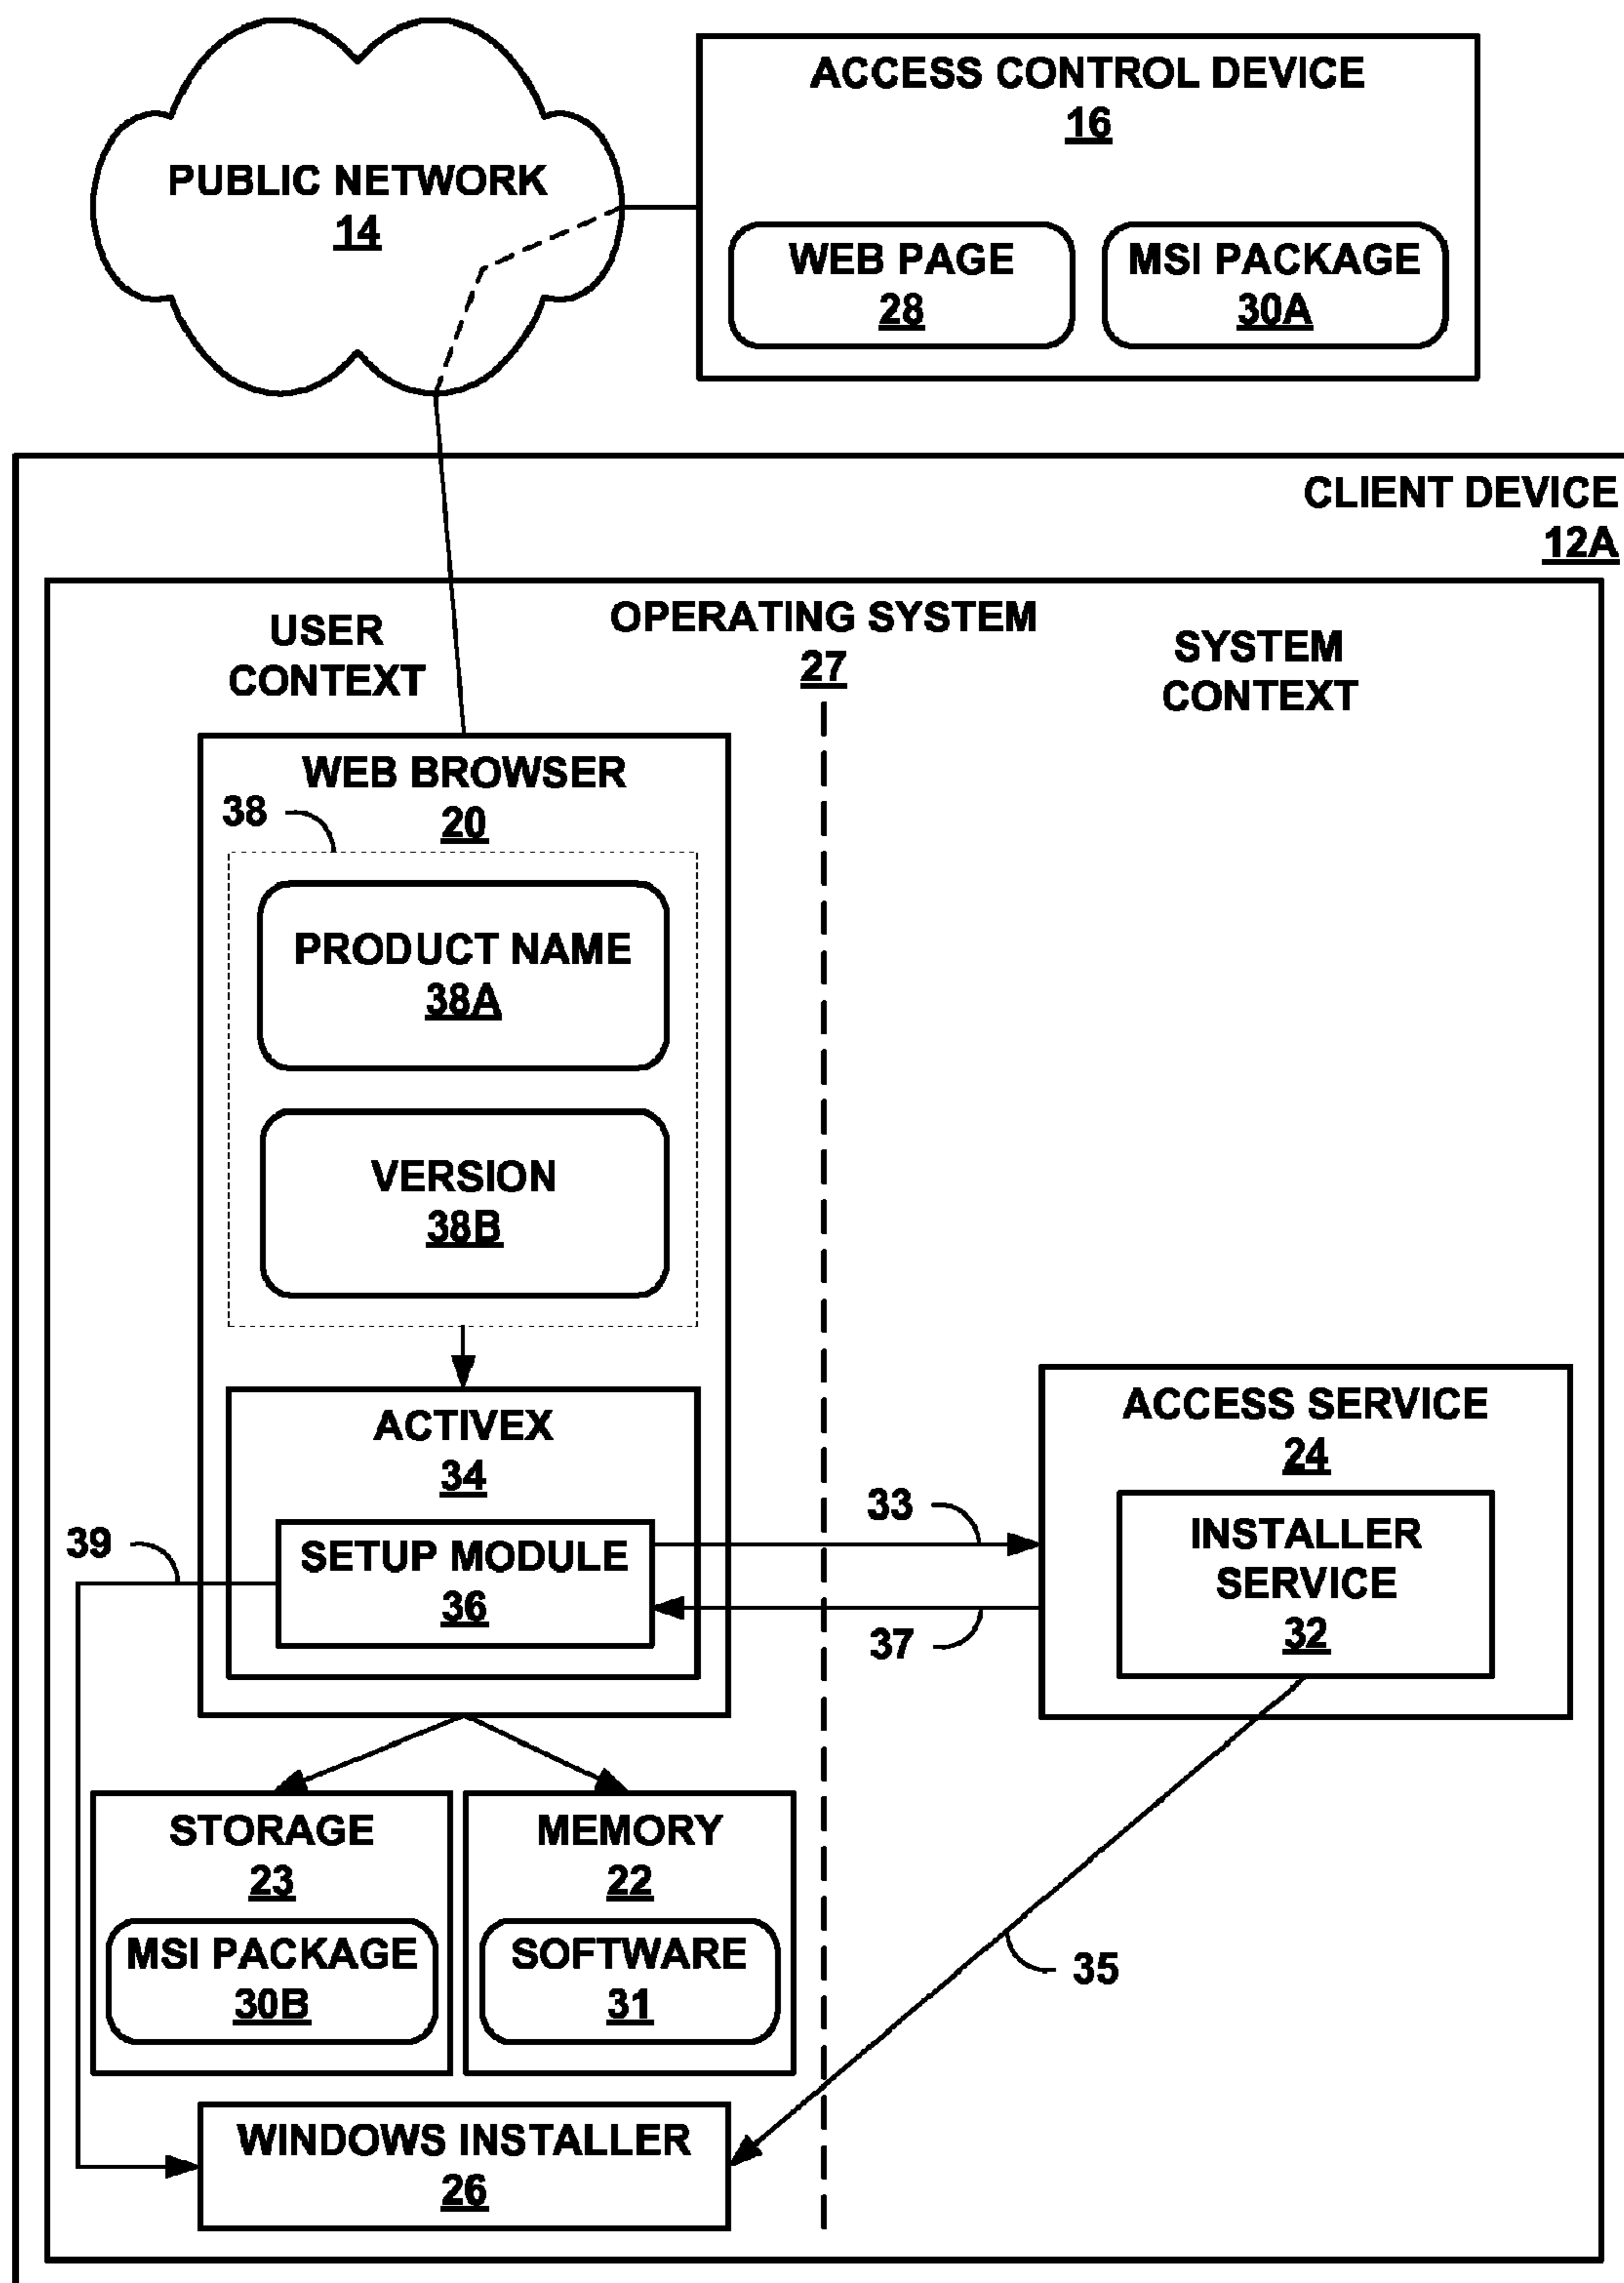 PUBLIC NETWORK
14
ACCESS CONTROL DEVICE
16
WEB PAGE
28
MSI PACKAGE
30A
CLIENT DEVICE
12A
USER
CONTEXT
OPERATING SYSTEM
27
SYSTEM
CONTEXT
WEB BROWSER
20
38
PRODUCT NAME
38A
VERSION
38B
ACTIVEX
34
SETUP MODULE
36
39
33
37
ACCESS SERVICE
24
INSTALLER
SERVICE
32
STORAGE
23
MSI PACKAGE
30B
MEMORY
22
SOFTWARE
31
35
WINDOWS INSTALLER
26